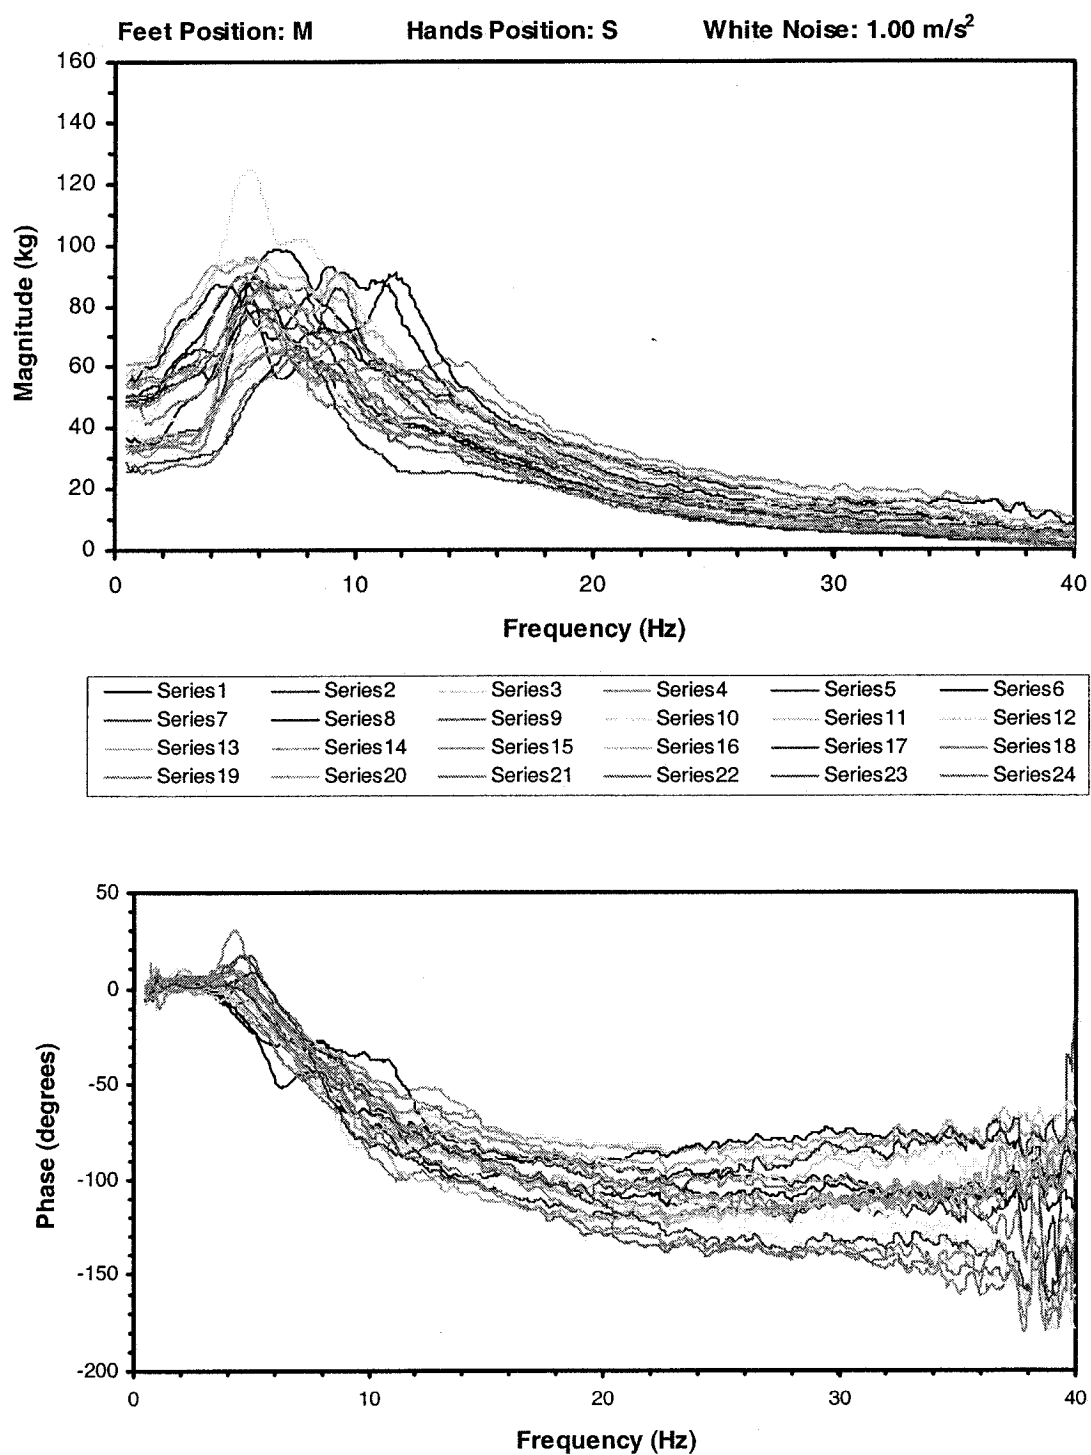 Feet Position: M Hands Position: S White Noise: 1.00 m/s²
160
140
120
100
80
60
40
20
0
Magnitude (kg)
0 10 20 30 40
Frequency (Hz)
Series1 Series2 Series3 Series4 Series5 Series6
Series7 Series8 Series9 Series10 Series11 Series12
Series13 Series14 Series15 Series16 Series17 Series18
Series19 Series20 Series21 Series22 Series23 Series24
50
0
-50
-100
-150
-200
Phase (degrees)
0 10 20 30 40
Frequency (Hz)